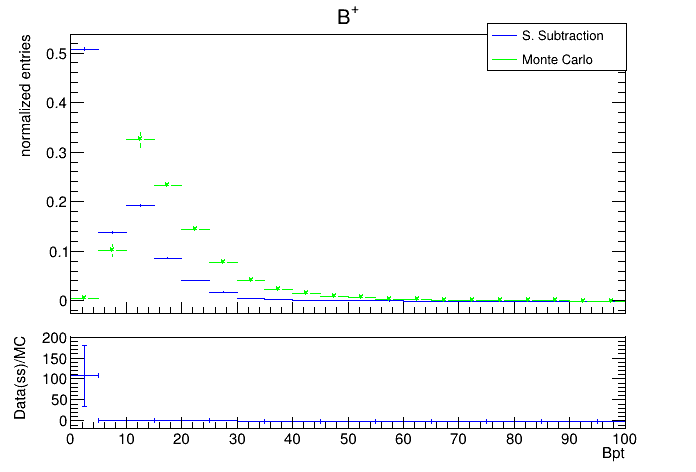 B+
S. Subtraction
Monte Carlo
normalized entries
0.5
0.4
0.3
0.2
0.1
0
Data(ss)/MC
200
150
100
50
0
0 10 20 30 40 50 60 70 80 90 100
Bpt